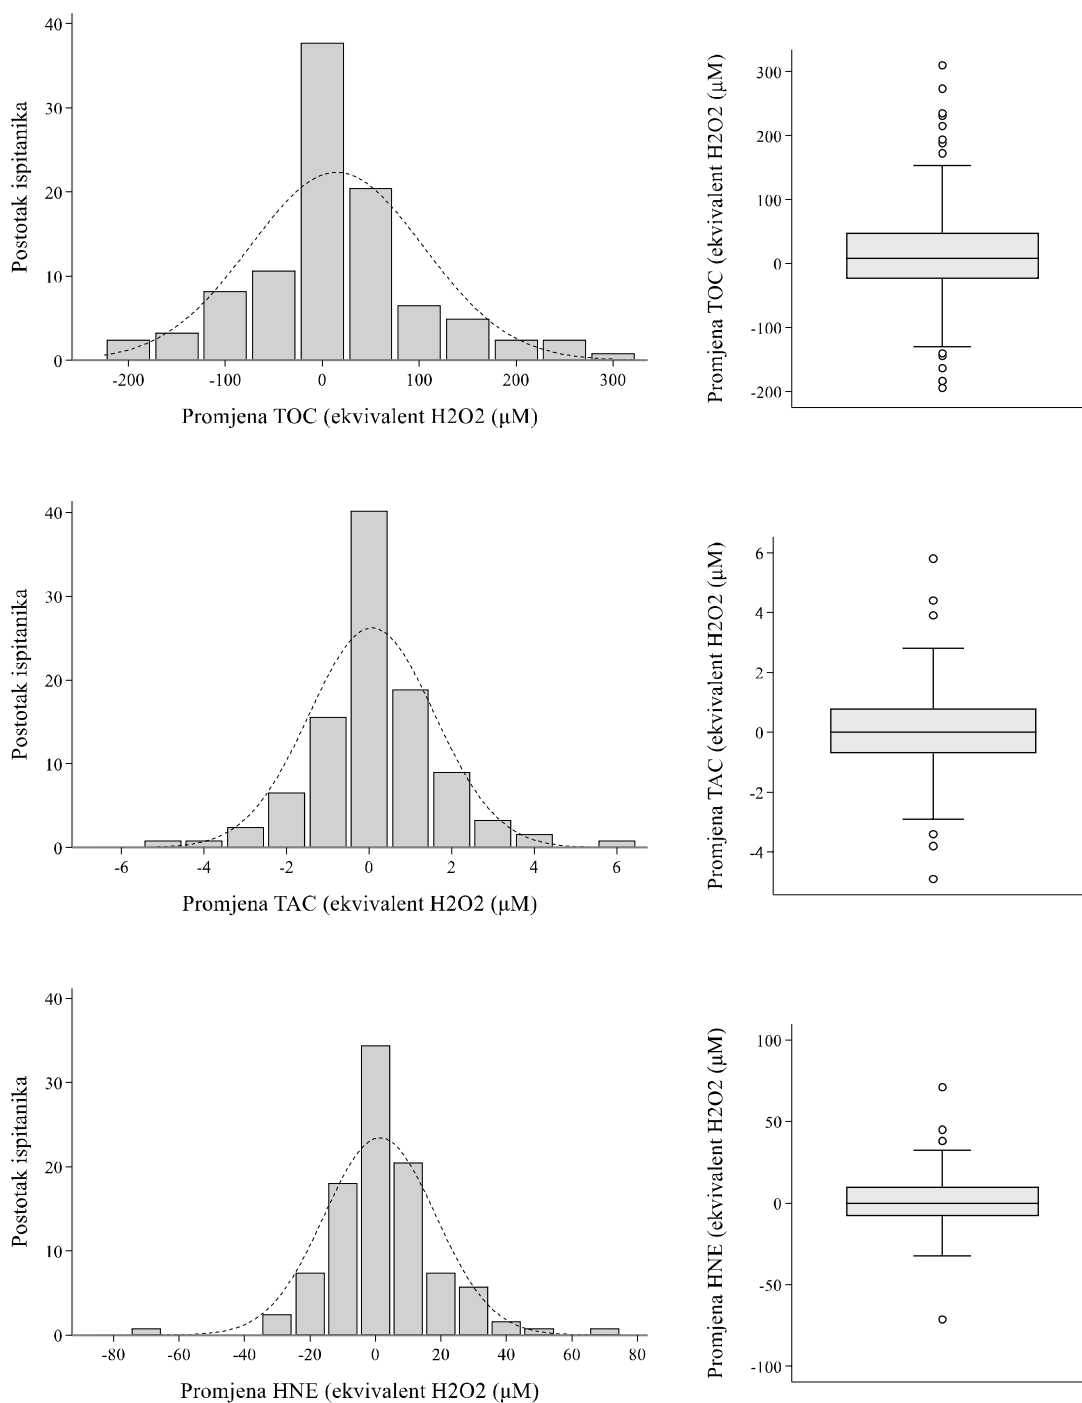 Postotak ispitanika
40
30
20
10
0
-200 -100 0 100 200 300
Promjena TOC (ekvivalent H2O2 (µM)
Promjena TOC (ekvivalent H2O2 (µM)
300
200
100
0
-100
-200
Postotak ispitanika
40
30
20
10
0
-6 -4 -2 0 2 4 6
Promjena TAC (ekvivalent H2O2 (µM)
Promjena TAC (ekvivalent H2O2 (µM)
6
4
2
0
-2
-4
Postotak ispitanika
40
30
20
10
0
-80 -60 -40 -20 0 20 40 60 80
Promjena HNE (ekvivalent H2O2 (µM)
Promjena HNE (ekvivalent H2O2 (µM)
100
50
0
-50
-100